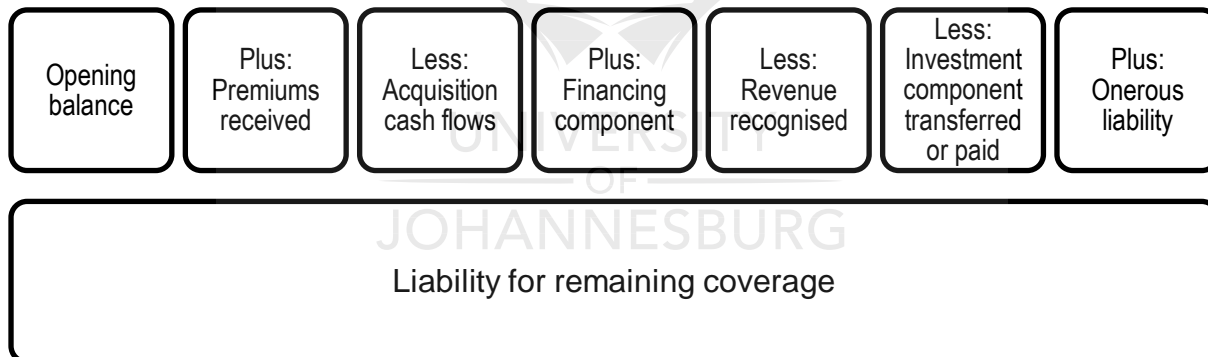 Opening
balance
Plus:
Premiums
received
Less:
Acquisition
cash flows
Plus:
Financing
component
Less:
Revenue
recognised
Less:
Investment
component
transferred
or paid
Plus:
Onerous
liability
UNIVERSITY
OF
JOHANNESBURG
Liability for remaining coverage